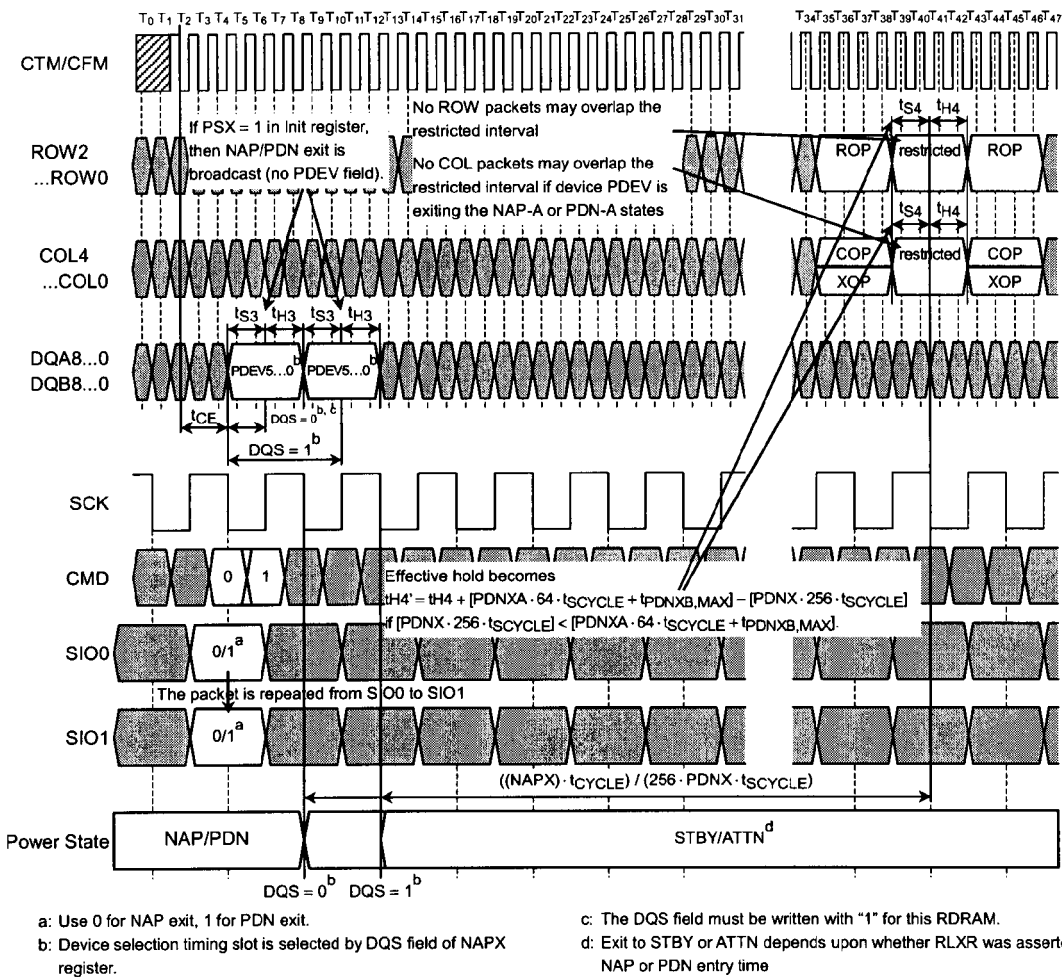 T0 T1 T2 T3 T4 T5 T6 T7 T8 T9 T10 T11 T12 T13 T14 T15 T16 T17 T18 T19 T20 T21 T22 T23 T24 T25 T26 T27 T28 T29 T30 T31 T34 T35 T36 T37 T38 T39 T40 T41 T42 T43 T44 T45 T46 T47
CTM/CFM
No ROW packets may overlap the
restricted interval
tS4 tH4
If PSX = 1 in Init register,
then NAP/PDN exit is
broadcast (no PDEV field).
ROW2
...ROW0
ROP restricted ROP
No COL packets may overlap the
restricted interval if device PDEV is
exiting the NAP-A or PDN-A states
tS4 tH4
COL4
...COL0
COP restricted COP
XOP XOP
tS3 tH3 tS3 tH3
DQA8...0
DQB8...0
PDEV5...0b PDEV5...0b
tCE DQS = 0b, c
DQS = 1b
SCK
CMD
0 1
Effective hold becomes
tH4' = tH4 + [PDNXA · 64 · tSCYCLE + tPDNXB,MAX] – [PDNX · 256 · tSCYCLE]
if [PDNX · 256 · tSCYCLE] < [PDNXA · 64 · tSCYCLE + tPDNXB,MAX].
SIO0
0/1a
The packet is repeated from SIO0 to SIO1
SIO1
0/1a
((NAPX) · tCYCLE) / (256 · PDNX · tSCYCLE)
Power State
NAP/PDN
STBY/ATTNd
DQS = 0b DQS = 1b
a: Use 0 for NAP exit, 1 for PDN exit.
b: Device selection timing slot is selected by DQS field of NAPX
register.
c: The DQS field must be written with “1” for this RDRAM.
d: Exit to STBY or ATTN depends upon whether RLXR was asserte
NAP or PDN entry time